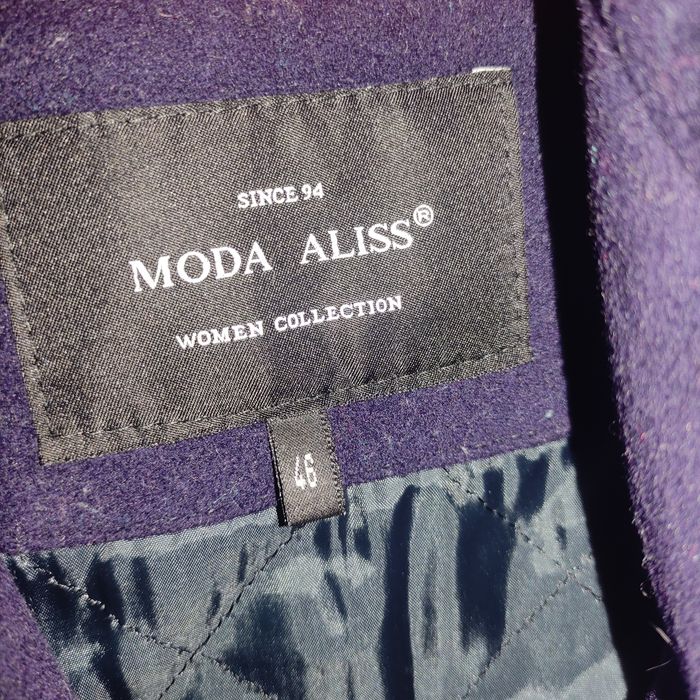 SINCE 94
MODA ALISS®
WOMEN COLLECTION
46